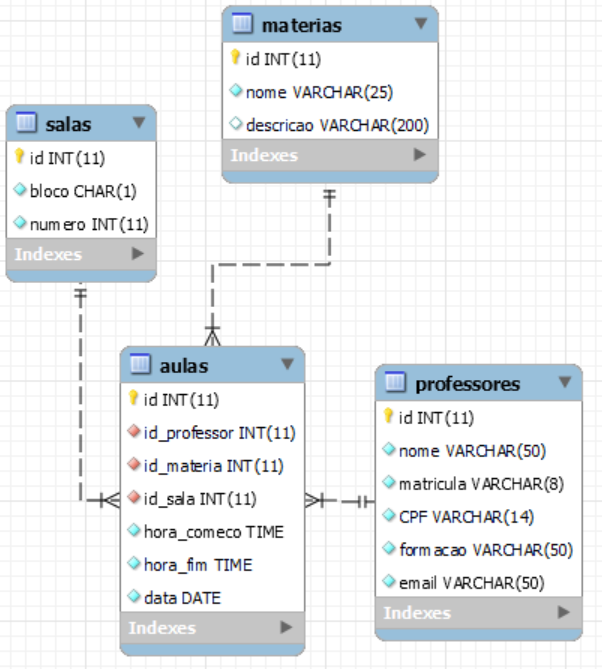 materias
id INT(11)
nome VARCHAR(25)
descricao VARCHAR(200)
Indexes
salas
id INT(11)
bloco CHAR(1)
numero INT(11)
Indexes
aulas
id INT(11)
id_professor INT(11)
id_materia INT(11)
id_sala INT(11)
hora_comeco TIME
hora_fim TIME
data DATE
Indexes
professores
id INT(11)
nome VARCHAR(50)
matricula VARCHAR(8)
CPF VARCHAR(14)
formacao VARCHAR(50)
email VARCHAR(50)
Indexes